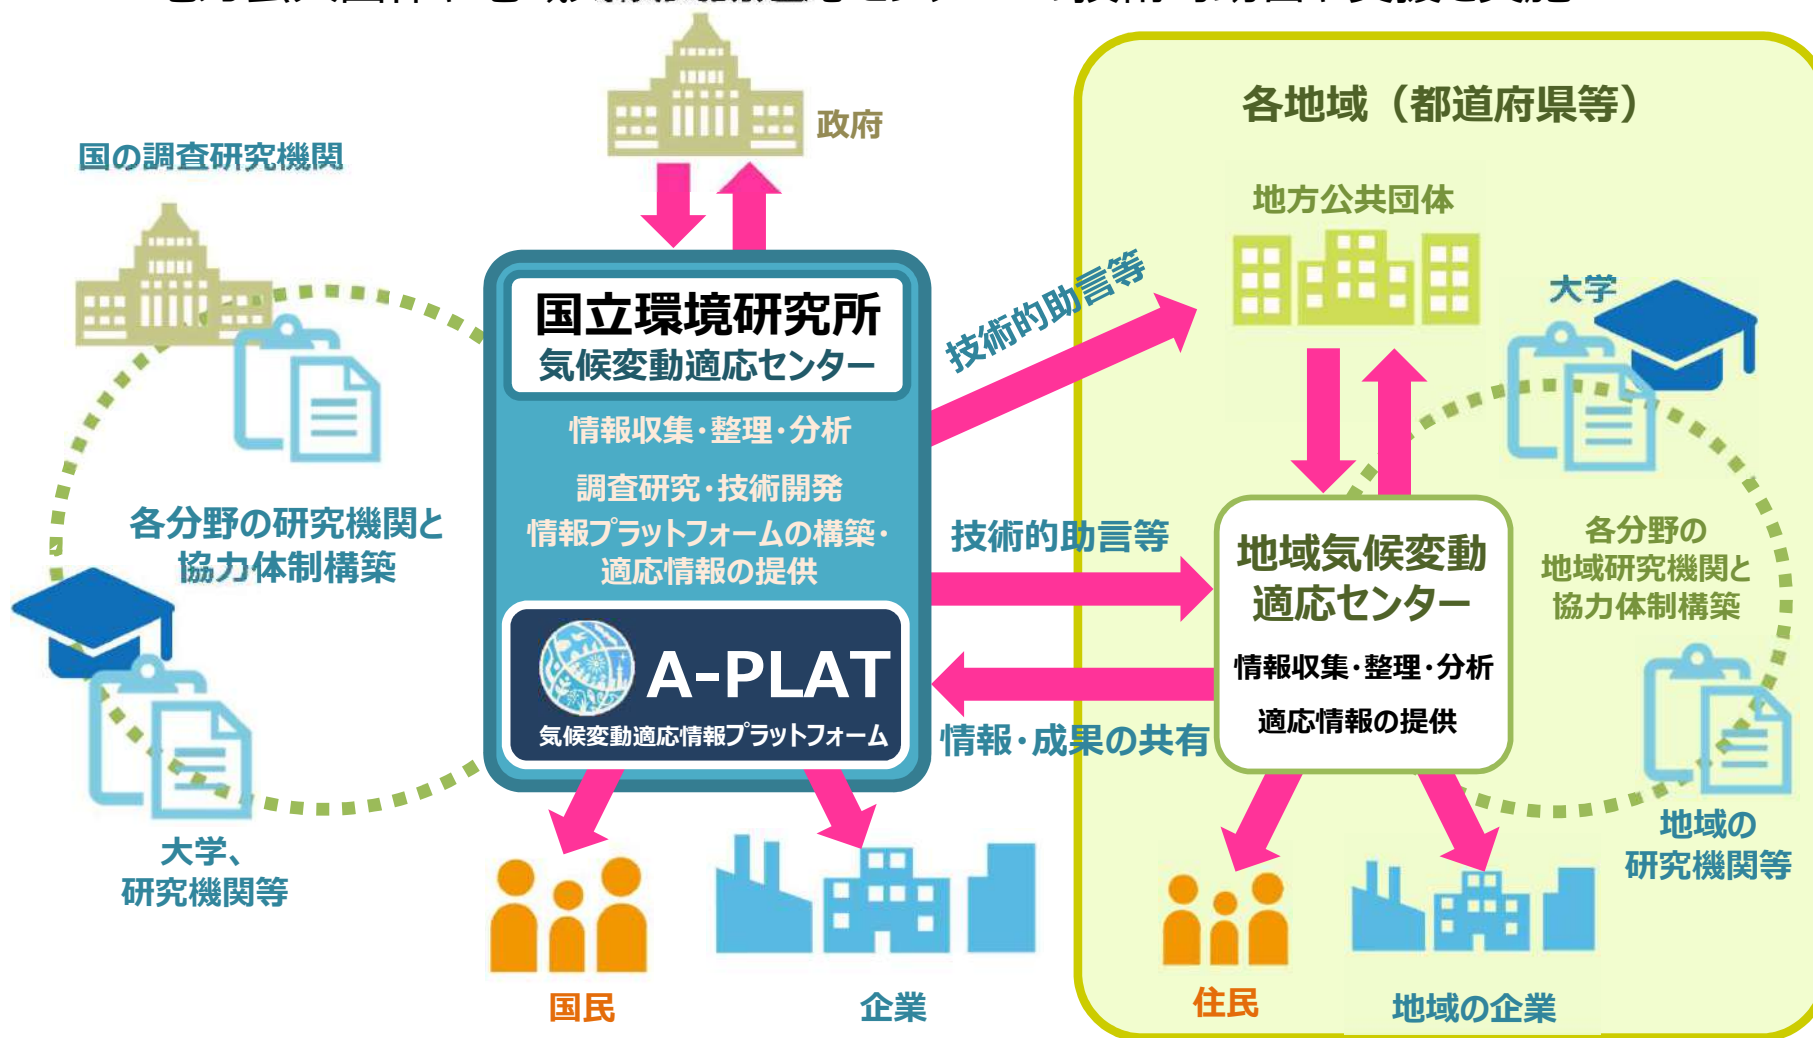 政府
国の調査研究機関
国立環境研究所
気候変動適応センター
情報収集・整理・分析
調査研究・技術開発
情報プラットフォームの構築・
適応情報の提供
A-PLAT
気候変動適応情報プラットフォーム
各分野の研究機関と
協力体制構築
大学、
研究機関等
国民
企業
技術的助言等
技術的助言等
情報・成果の共有
各地域（都道府県等）
地方公共団体
大学
地域気候変動
適応センター
情報収集・整理・分析
適応情報の提供
各分野の
地域研究機関と
協力体制構築
地域の
研究機関等
住民
地域の企業